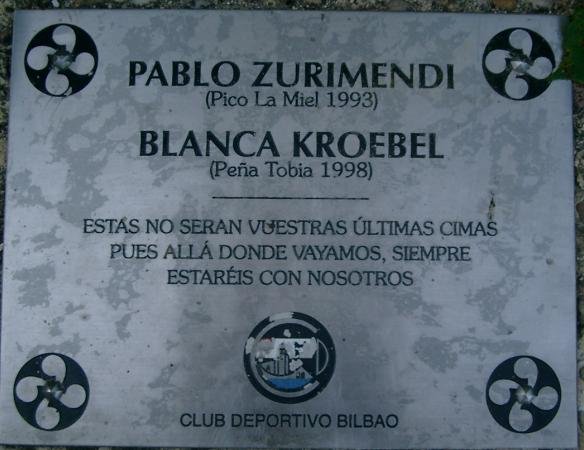 PABLO ZURIMENDI
(Pico La Miel 1993)
BLANCA KROEBEL
(Peña Tobia 1998)
ESTAS NO SERAN VUESTRAS ÚLTIMAS CIMAS
PUES ALLÁ DONDE VAYAMOS, SIEMPRE
ESTARÉIS CON NOSOTROS
CLUB DEPORTIVO BILBAO